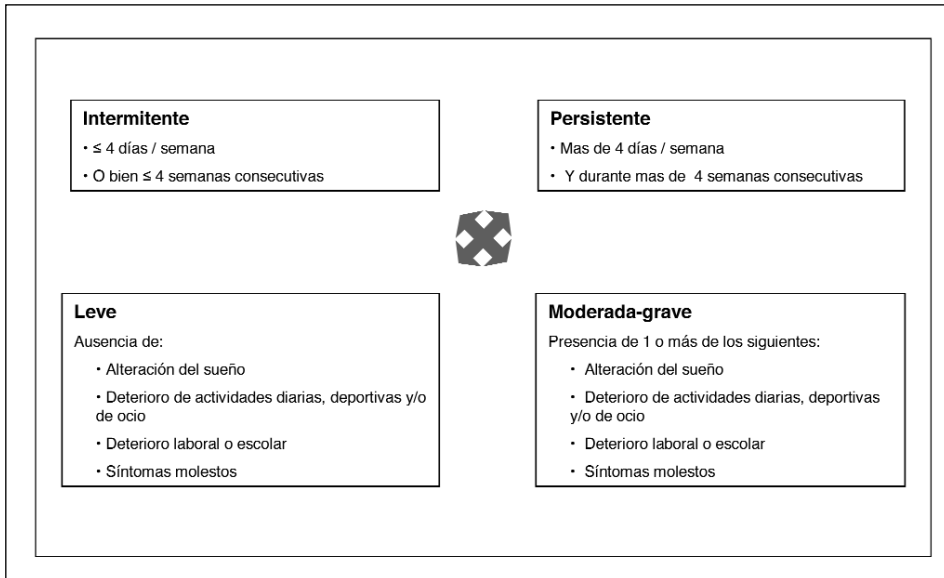 Intermitente
• ≤ 4 días / semana
• O bien ≤ 4 semanas consecutivas
Persistente
• Mas de 4 días / semana
• Y durante mas de 4 semanas consecutivas
Leve
Ausencia de:
• Alteración del sueño
• Deterioro de actividades diarias, deportivas y/o
de ocio
• Deterioro laboral o escolar
• Síntomas molestos
Moderada-grave
Presencia de 1 o más de los siguientes:
• Alteración del sueño
• Deterioro de actividades diarias, deportivas
y/o de ocio
• Deterioro laboral o escolar
• Síntomas molestos